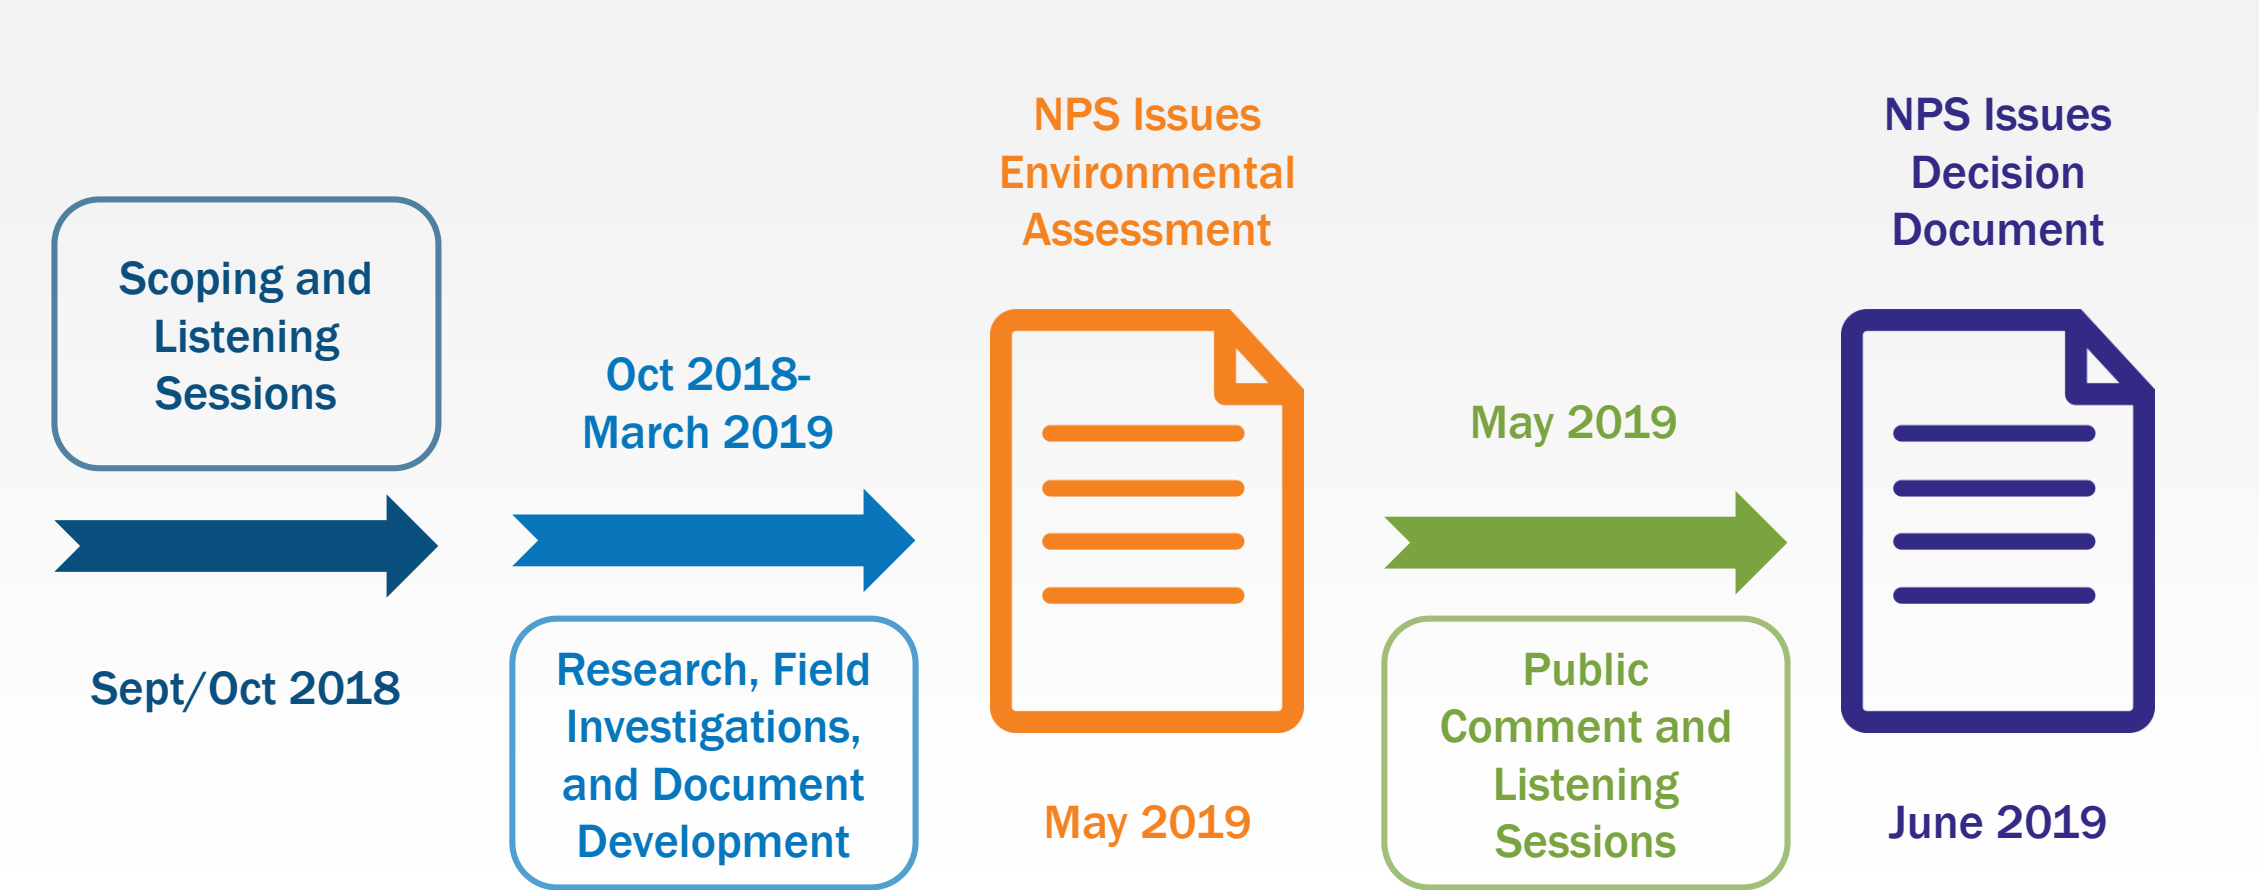 Scoping and
Listening
Sessions
Sept/Oct 2018
Oct 2018-
March 2019
Research, Field
Investigations,
and Document
Development
NPS Issues
Environmental
Assessment
May 2019
May 2019
Public
Comment and
Listening
Sessions
NPS Issues
Decision
Document
June 2019